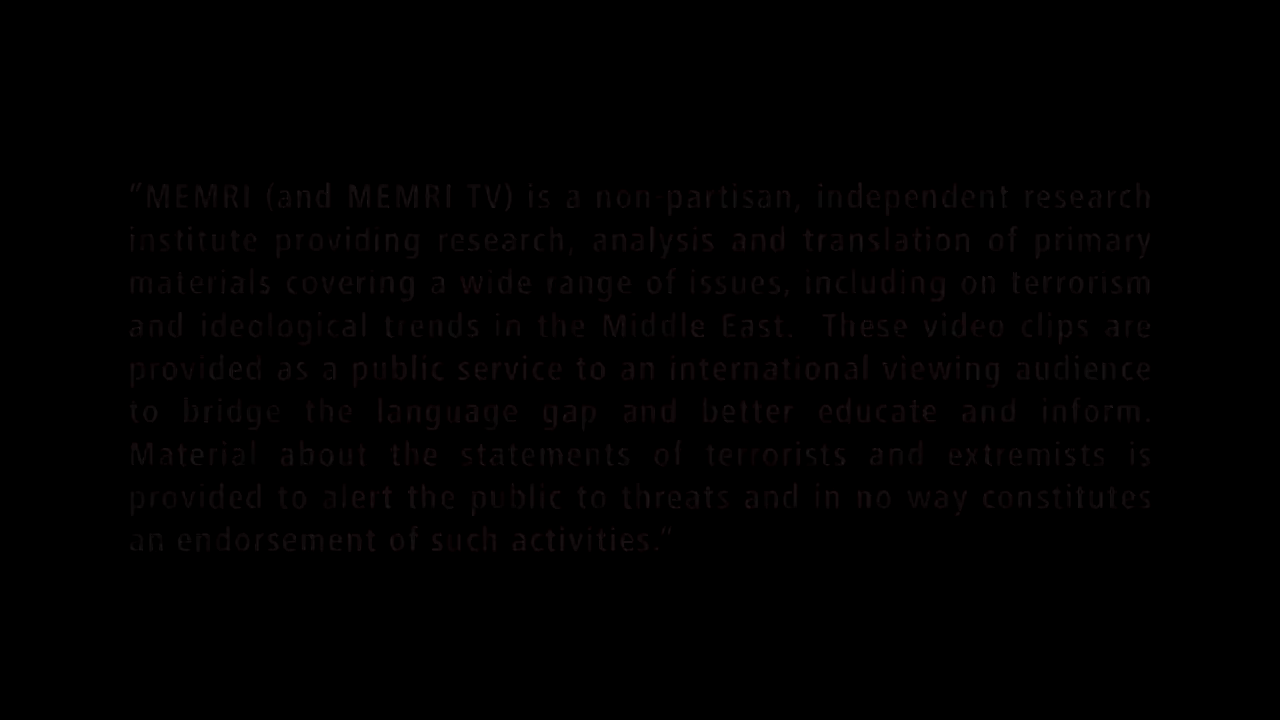 “MEMRI (and MEMRI TV) is a non-partisan, independent research
institute providing research, analysis and translation of primary
materials covering a wide range of issues, including on terrorism
and ideological trends in the Middle East. These video clips are
provided as a public service to an international viewing audience
to bridge the language gap and better educate and inform.
Material about the statements of terrorists and extremists is
provided to alert the public to threats and in no way constitutes
an endorsement of such activities.”